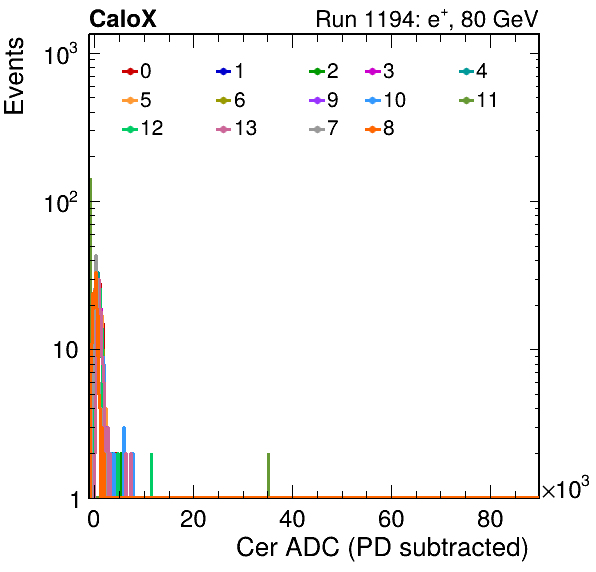 CaloX Run 1194: e⁺, 80 GeV
Events
10³
0 1 2 3 4
5 6 9 10 11
12 13 7 8
10²
10
1
0 20 40 60 80 ×10³
Cer ADC (PD subtracted)